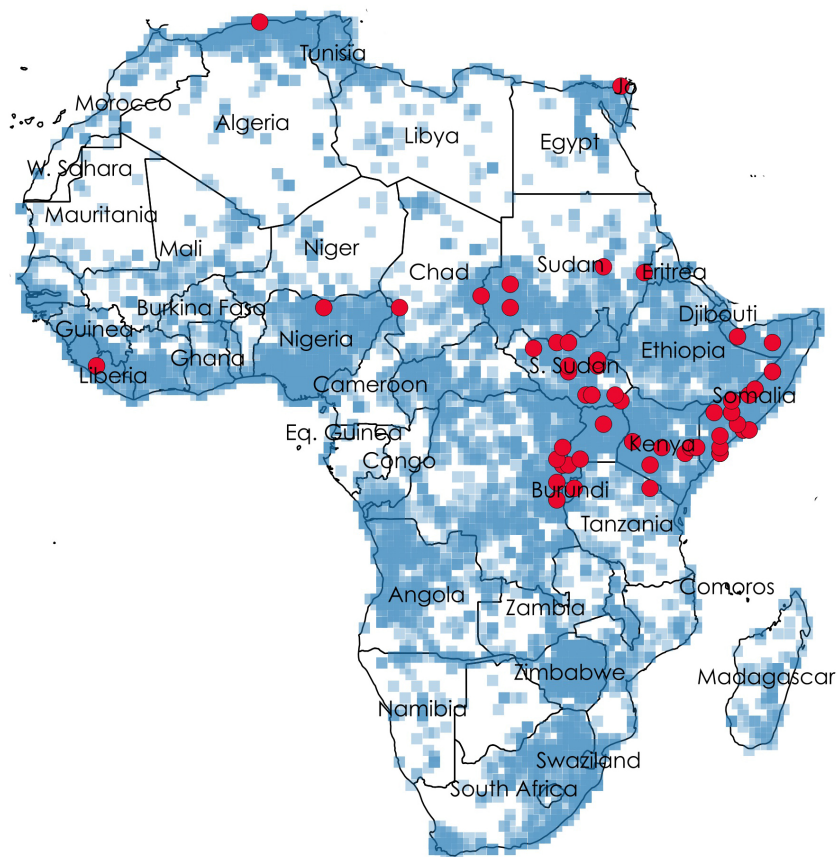 Tunisia
Jo
Morocco
Algeria
Libya
Egypt
W. Sahara
Mauritania
Mali
Niger
Chad
Sudan
Eritrea
Burkina Faso
Djibouti
Guinea
Nigeria
Ghana
Ethiopia
Liberia
S. Sudan
Cameroon
Somalia
Eq. Guinea
Kenya
Congo
Burundi
Tanzania
Angola
Zambia
Comoros
Zimbabwe
Madagascar
Namibia
Swaziland
South Africa